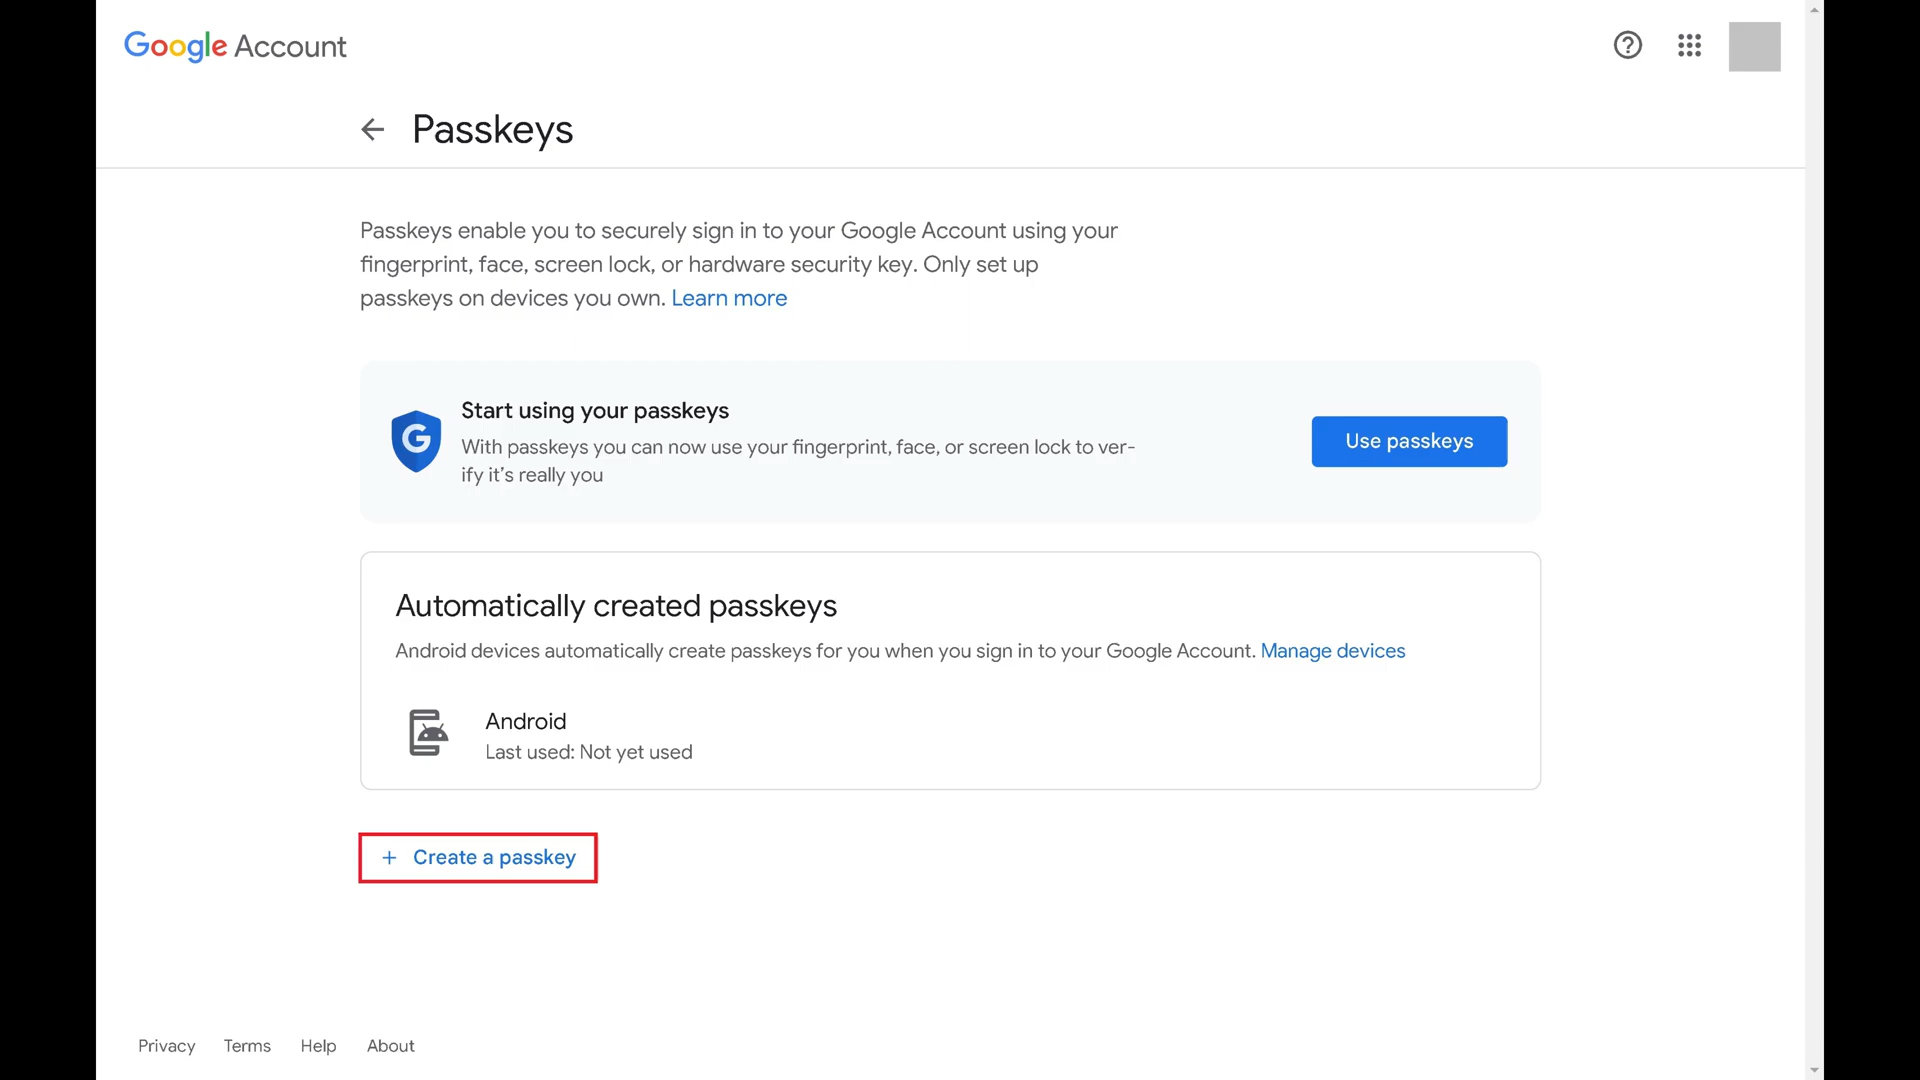 Google Account
Passkeys
Passkeys enable you to securely sign in to your Google Account using your
fingerprint, face, screen lock, or hardware security key. Only set up
passkeys on devices you own. Learn more
Start using your passkeys
With passkeys you can now use your fingerprint, face, or screen lock to ver-
ify it’s really you
Use passkeys
Automatically created passkeys
Android devices automatically create passkeys for you when you sign in to your Google Account. Manage devices
Android
Last used: Not yet used
+ Create a passkey
Privacy Terms Help About